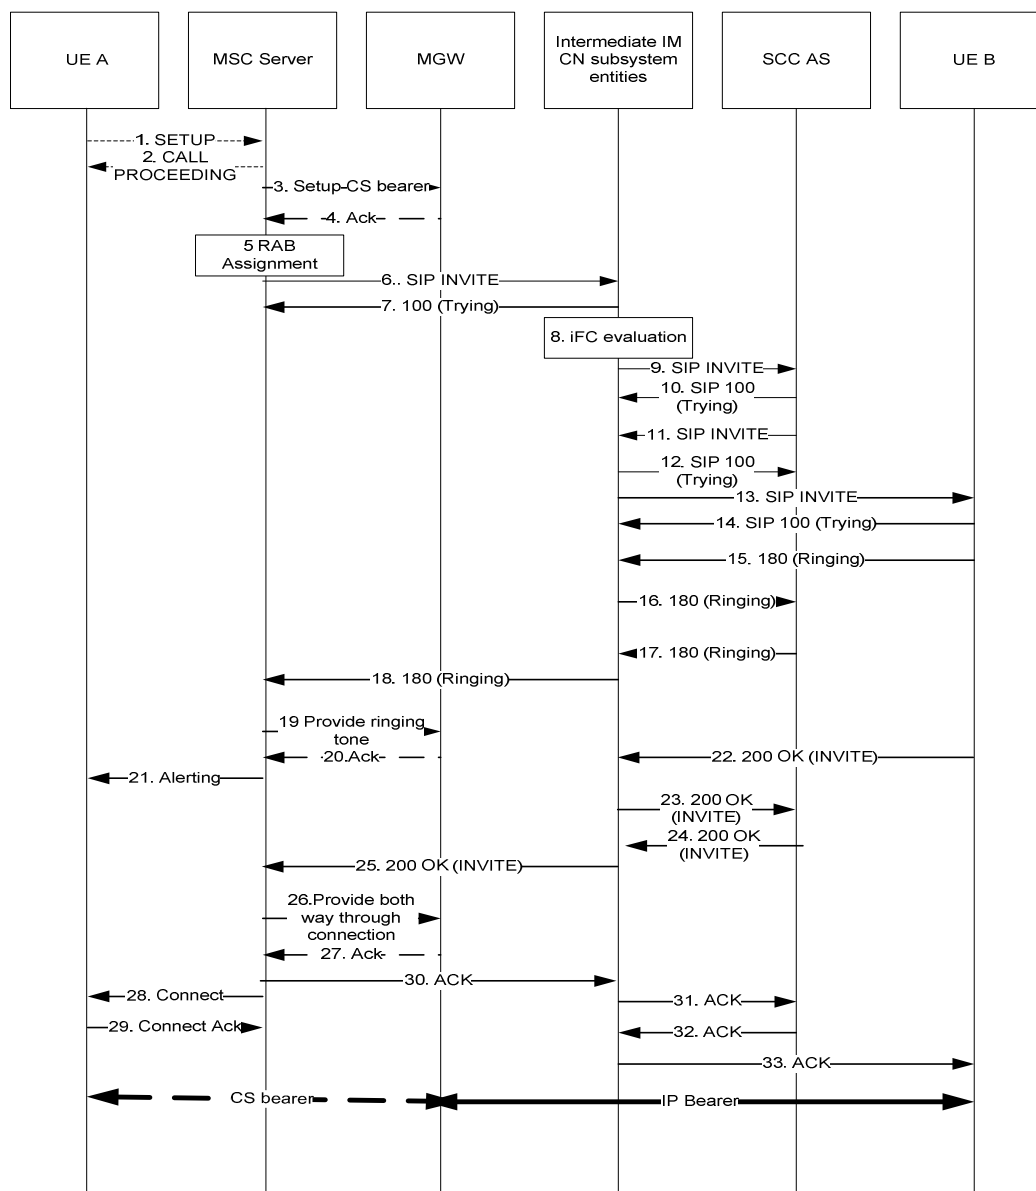 UE A
MSC Server
MGW
Intermediate IM
CN subsystem
entities
SCC AS
UE B
1. SETUP
2. CALL
PROCEEDING
3. Setup CS bearer
4. Ack
5 RAB
Assignment
6.. SIP INVITE
7. 100 (Trying)
8. iFC evaluation
9. SIP INVITE
10. SIP 100
(Trying)
11. SIP INVITE
12. SIP 100
(Trying)
13. SIP INVITE
14. SIP 100 (Trying)
15. 180 (Ringing)
16. 180 (Ringing)
17. 180 (Ringing)
18. 180 (Ringing)
19 Provide ringing
tone
20.Ack
22. 200 OK (INVITE)
21. Alerting
23. 200 OK
(INVITE)
24. 200 OK
(INVITE)
25. 200 OK (INVITE)
26.Provide both
way through
connection
27. Ack
30. ACK
28. Connect
31. ACK
29. Connect Ack
32. ACK
33. ACK
CS bearer
IP Bearer